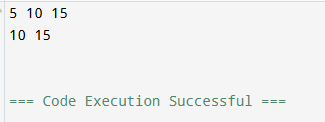 5 10 15
10 15
=== Code Execution Successful ===